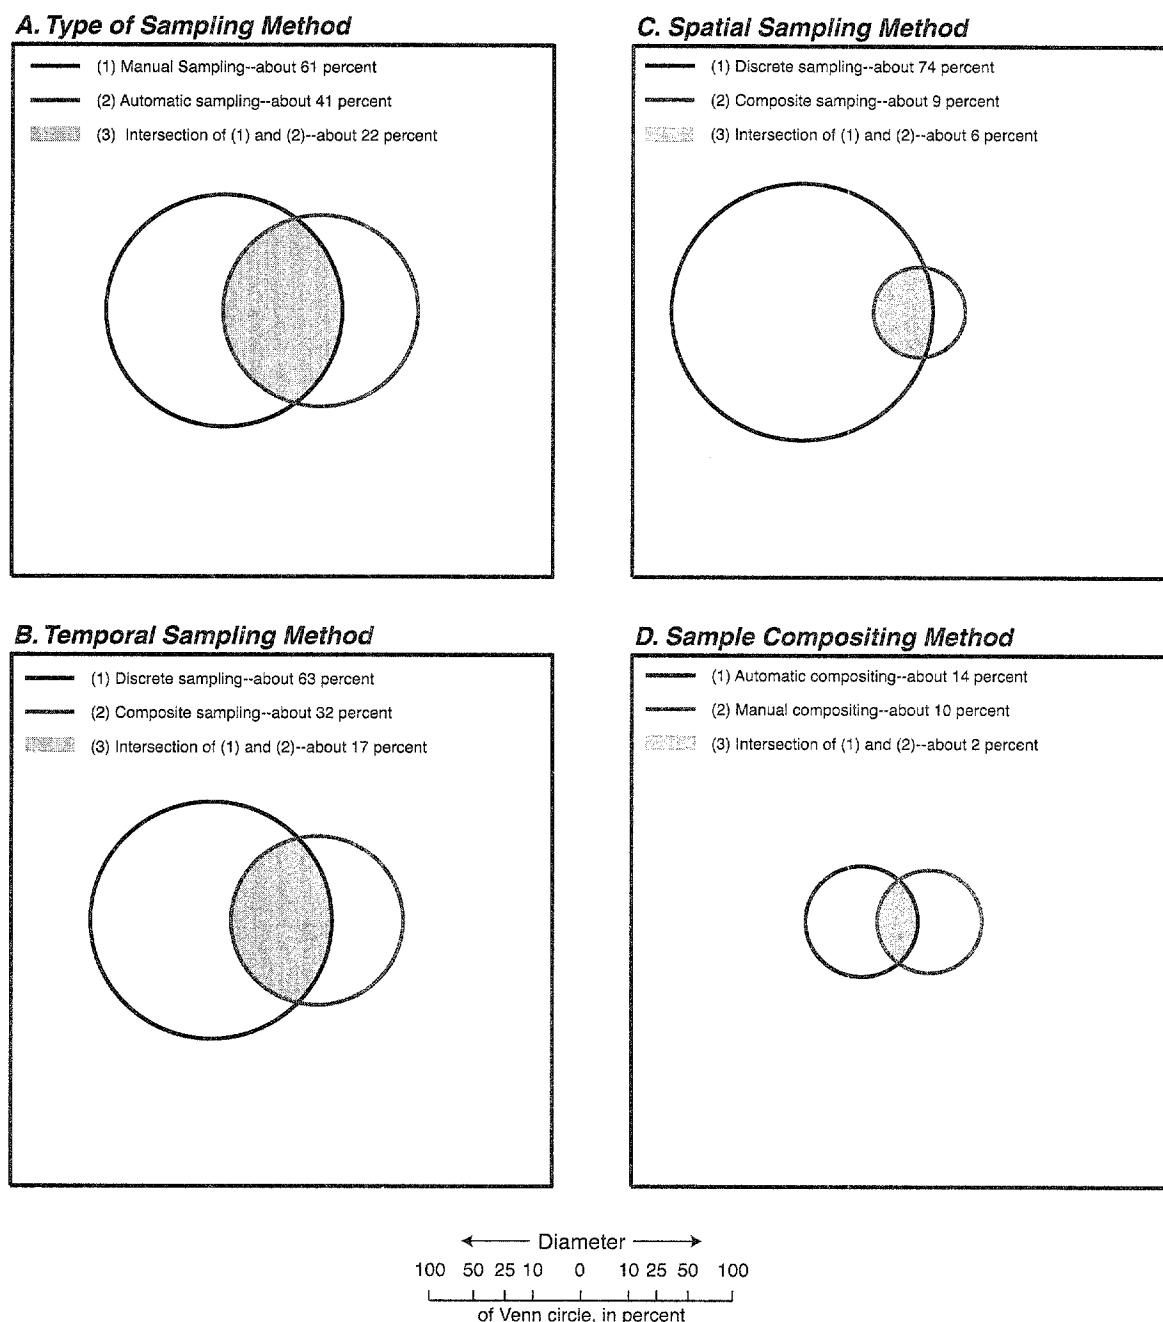 A. Type of Sampling Method
(1) Manual Sampling--about 61 percent
(2) Automatic sampling--about 41 percent
(3) Intersection of (1) and (2)--about 22 percent
C. Spatial Sampling Method
(1) Discrete sampling--about 74 percent
(2) Composite samping--about 9 percent
(3) Intersection of (1) and (2)--about 6 percent
B. Temporal Sampling Method
(1) Discrete sampling--about 63 percent
(2) Composite sampling--about 32 percent
(3) Intersection of (1) and (2)--about 17 percent
D. Sample Compositing Method
(1) Automatic compositing--about 14 percent
(2) Manual compositing--about 10 percent
(3) Intersection of (1) and (2)--about 2 percent
Diameter
100 50 25 10 0 10 25 50 100
of Venn circle, in percent